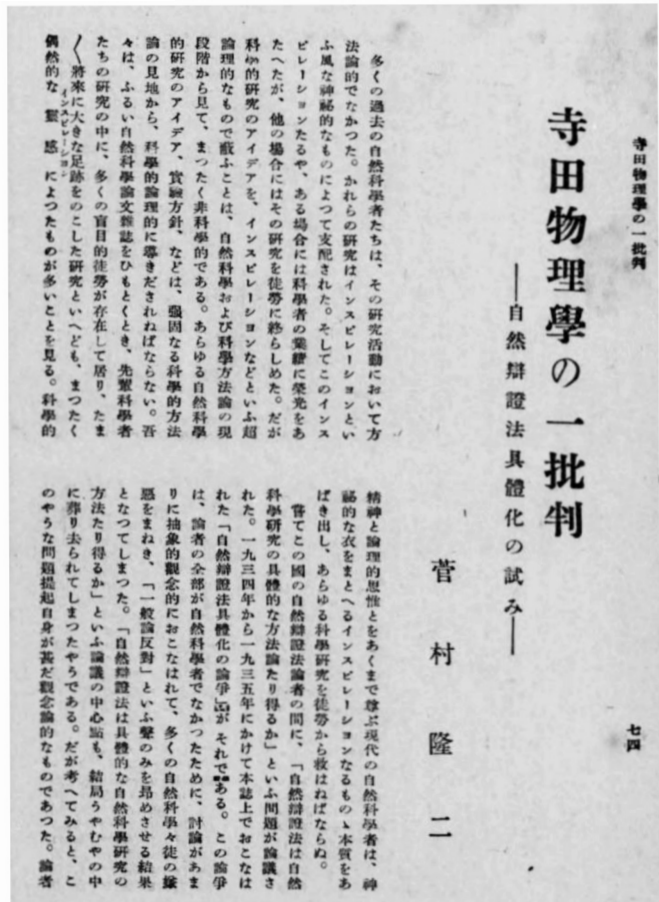 寺田物理學の一批判
七四
寺田物理學の一批判
――自然辯證法具體化の試み――
菅村隆二
多くの過去の自然科學者たちは、その研究活動において方
法論的でなかつた。かれらの研究はインスピレーションとい
ふ風な神祕的なものによつて支配された。そしてこのインス
ピレーションたるや、ある場合には科學者の業績に榮光をあ
たへたが、他の場合にはその研究を徒勞に終らしめた。だが
科學的研究のアイデアを、インスピレーションなどといふ超
論理的なもので蔽ふことは、自然科學および科學方法論の現
段階から見て、まつたく非科學的である。あらゆる自然科學
的研究のアイデア、實驗方針、などは、强固なる科學的方法
論の見地から、科學的論理的に導きだされねばならない。吾
々は、ふるい自然科學論文雜誌をひもとくとき、先輩科學者
たちの研究の中に、多くの盲目的徒勞が存在して居り、たま
〱將來に大きな足跡をのこした研究といへども、まつたく
偶然的な靈感インスピレーションによつたものが多いことを見る。科學的
精神と論理的思惟とをあくまで尊ぶ現代の自然科學者は、神
祕的な衣をまとへるインスピレーションなるものゝ本質をあ
ばき出し、あらゆる科學研究を徒勞から救はねばならぬ。
嘗てこの國の自然辯證法論者の間に、「自然辯證法は自然
科學研究の具體的な方法論たり得るか」といふ問題が論議さ
れた。一九三四年から一九三五年にかけて本誌上でおこなは
れた「自然辯證法具體化の論爭」がそれである。この論爭
は、論者の全部が自然科學者でなかつたために、討論があま
りに抽象的觀念的におこなはれて、多くの自然科學々徒の嫌
惡をまねき、「一般論反對」といふ聲のみを昂めさせる結果
となつてしまつた。「自然辯證法は具體的な自然科學研究の
方法たり得るか」といふ論議の中心點も、結局うやむやの中
に葬り去られてしまつたやうである。だが考へてみると、こ
のやうな問題提起自身が甚だ觀念論的なものであつた。論者